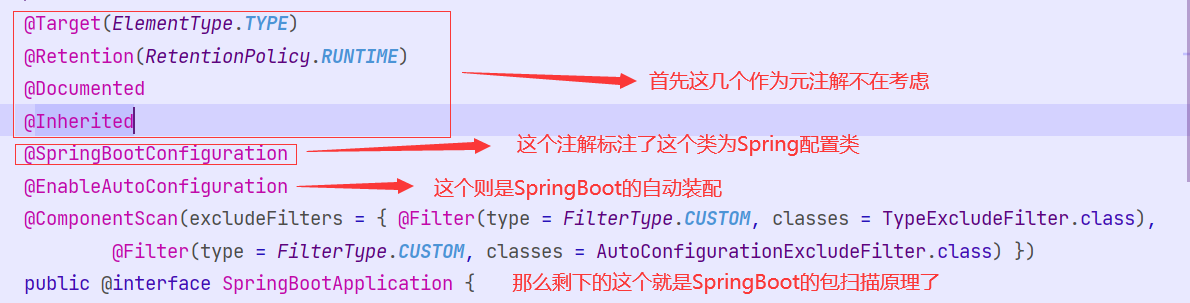 @Target(ElementType.TYPE)
@Retention(RetentionPolicy.RUNTIME)
@Documented
首先这几个作为元注解不在考虑
@Inherited
@SpringBootConfiguration
这个注解标注了这个类为Spring配置类
@EnableAutoConfiguration
这个则是SpringBoot的自动装配
@ComponentScan(excludeFilters = { @Filter(type = FilterType.CUSTOM, classes = TypeExcludeFilter.class),
@Filter(type = FilterType.CUSTOM, classes = AutoConfigurationExcludeFilter.class) })
public @interface SpringBootApplication {
那么剩下的这个就是SpringBoot的包扫描原理了